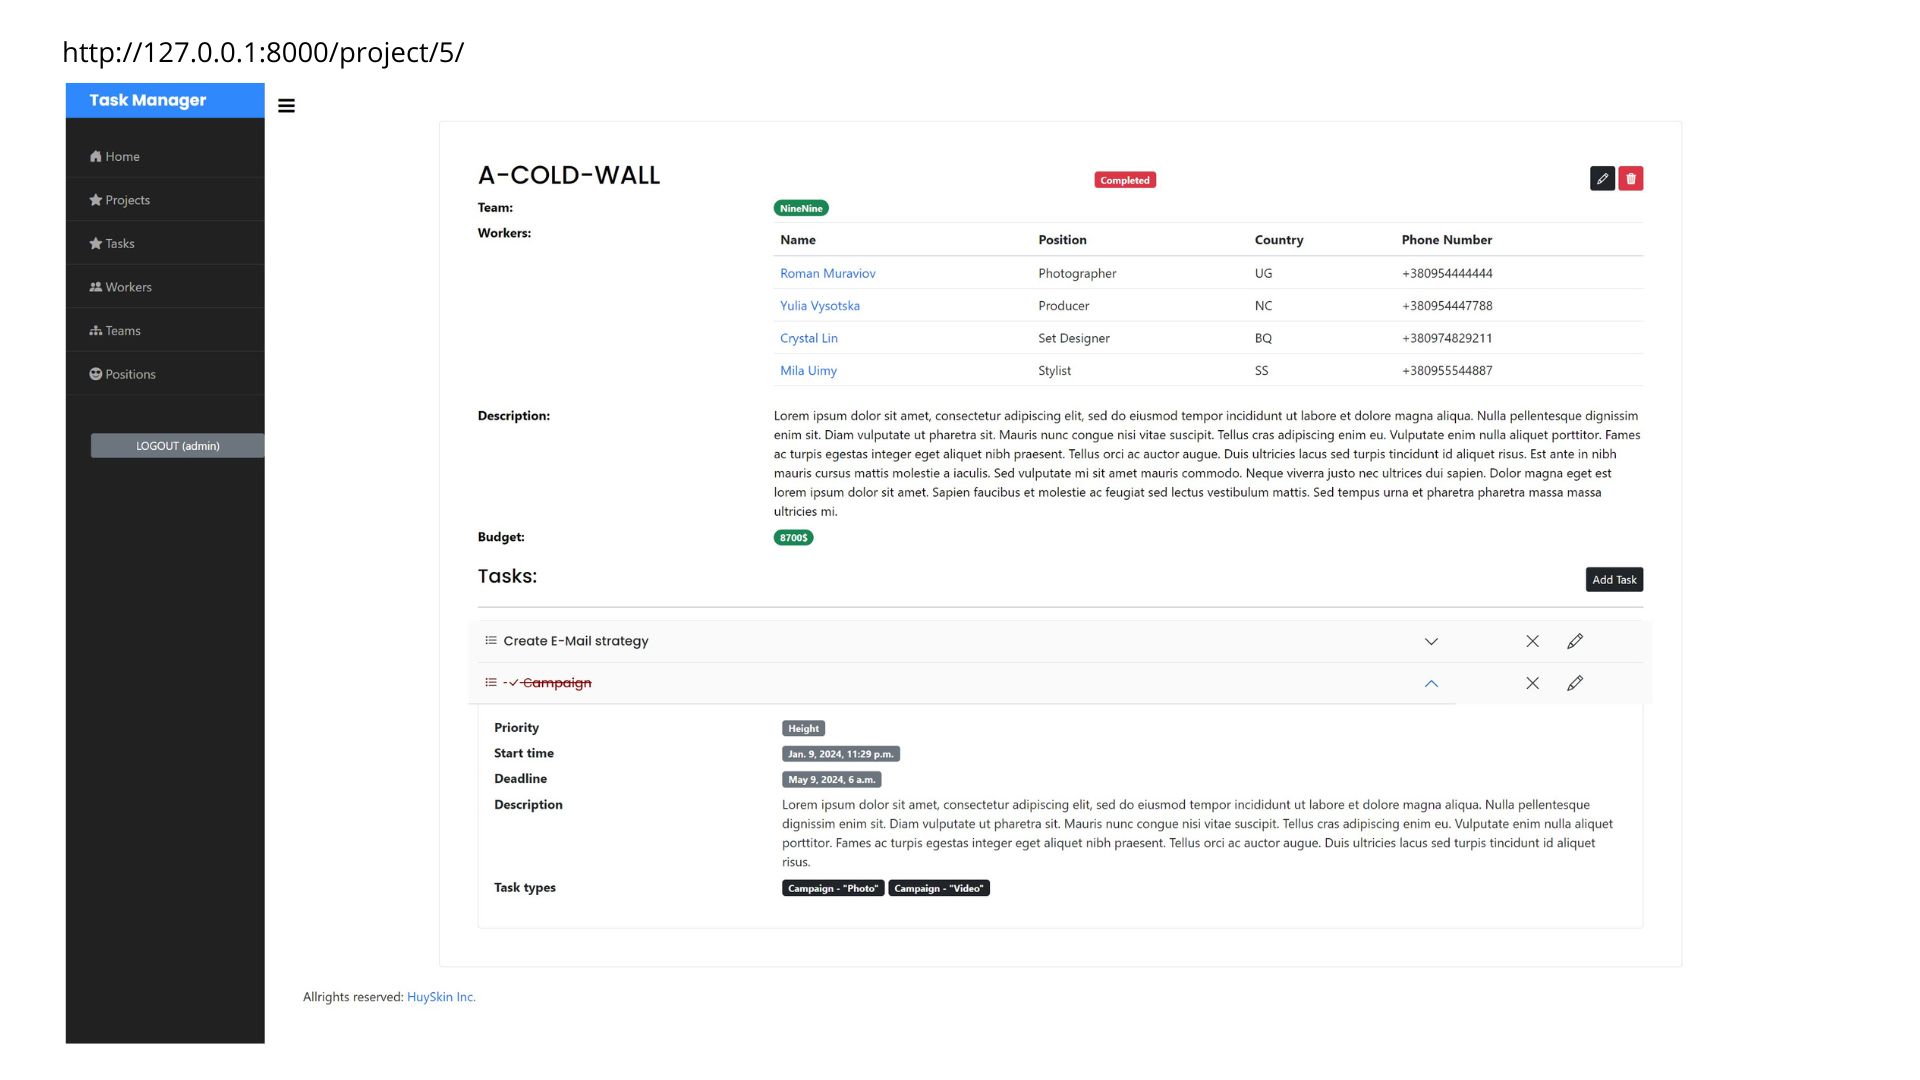 http://127.0.0.1:8000/project/5/
Task Manager
Home
Projects
Tasks
Workers
Teams
Positions
LOGOUT (admin)
A-COLD-WALL
Completed
Team:
NineNine
Workers:
Name Position Country Phone Number
Roman Muraviov Photographer UG +380954444444
Yulia Vysotska Producer NC +380954447788
Crystal Lin Set Designer BQ +380974829211
Mila Uimy Stylist SS +380955544887
Description:
Lorem ipsum dolor sit amet, consectetur adipiscing elit, sed do eiusmod tempor incididunt ut labore et dolore magna aliqua. Nulla pellentesque dignissim
enim sit. Diam vulputate ut pharetra sit. Mauris nunc congue nisi vitae suscipit. Tellus cras adipiscing enim eu. Vulputate enim nulla aliquet porttitor. Fames
ac turpis egestas integer eget aliquet nibh praesent. Tellus orci ac auctor augue. Duis ultricies lacus sed turpis tincidunt id aliquet risus. Est ante in nibh
mauris cursus mattis molestie a iaculis. Sed vulputate mi sit amet mauris commodo. Neque viverra justo nec ultrices dui sapien. Dolor magna eget est
lorem ipsum dolor sit amet. Sapien faucibus et molestie ac feugiat sed lectus vestibulum mattis. Sed tempus urna et pharetra pharetra massa massa
ultricies mi.
Budget:
8700$
Tasks:
Add Task
Create E-Mail strategy
-✓ Campaign
Priority
Height
Start time
Jan. 9, 2024, 11:29 p.m.
Deadline
May 9, 2024, 6 a.m.
Description
Lorem ipsum dolor sit amet, consectetur adipiscing elit, sed do eiusmod tempor incididunt ut labore et dolore magna aliqua. Nulla pellentesque
dignissim enim sit. Diam vulputate ut pharetra sit. Mauris nunc congue nisi vitae suscipit. Tellus cras adipiscing enim eu. Vulputate enim nulla aliquet
porttitor. Fames ac turpis egestas integer eget aliquet nibh praesent. Tellus orci ac auctor augue. Duis ultricies lacus sed turpis tincidunt id aliquet
risus.
Task types
Campaign - "Photo" Campaign - "Video"
Allrights reserved: HuySkin Inc.